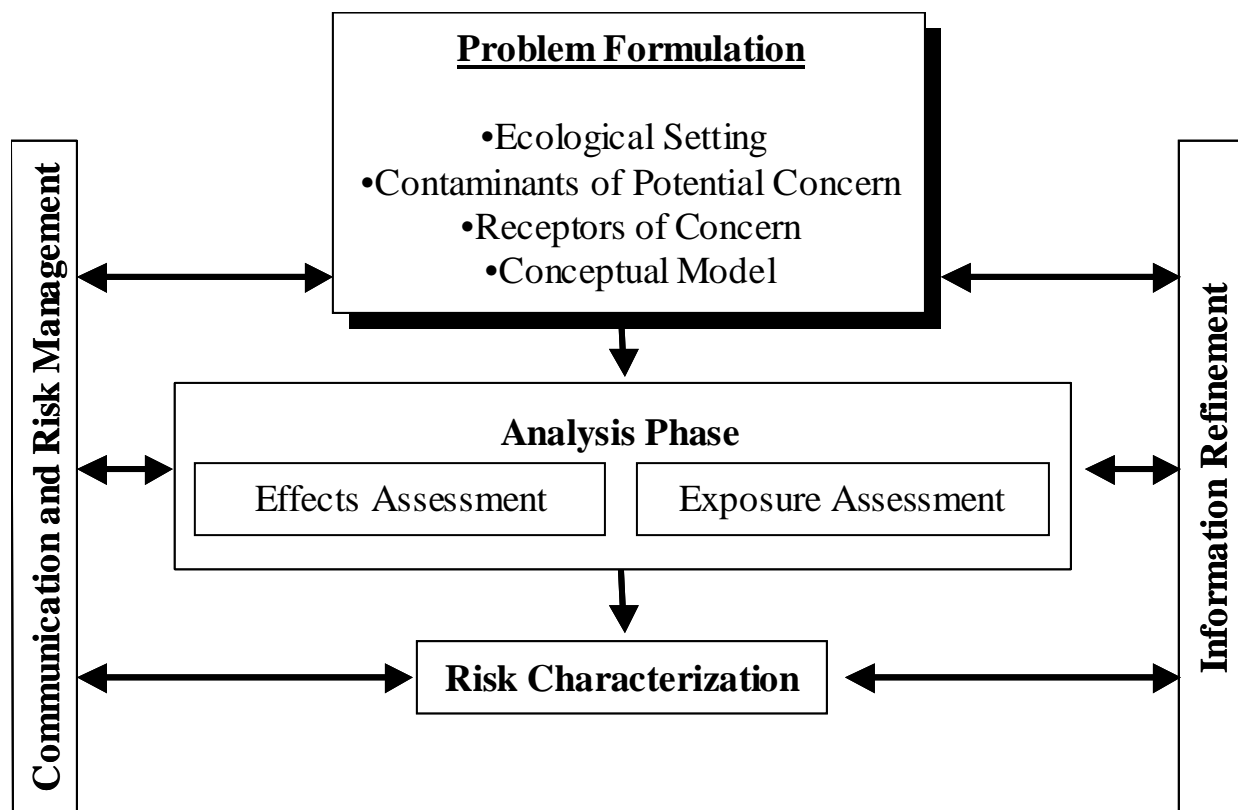 Problem Formulation
•Ecological Setting
•Contaminants of Potential Concern
•Receptors of Concern
•Conceptual Model
Communication and Risk Management
Information Refinement
Analysis Phase
Effects Assessment
Exposure Assessment
Risk Characterization